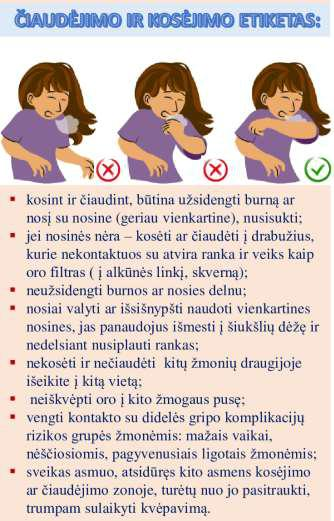 ČIAUDĖJIMO IR KOSĖJIMO ETIKETAS:
▪ kosint ir čiaudint, būtina užsidengti burną ar
nosį su nosine (geriau vienkartine), nusisukti;
▪ jei nosinės nėra – kosėti ar čiaudėti į drabužius,
kurie nekontaktuos su atvira ranka ir veiks kaip
oro filtras ( į alkūnės linkį, skverną);
▪ neužsidengti burnos ar nosies delnu;
▪ nosiai valyti ar išsišnypšti naudoti vienkartines
nosines, jas panaudojus išmesti į šiukšlių dėžę ir
nedelsiant nusiplauti rankas;
▪ nekosėti ir nečiaudėti kitų žmonių draugijoje
išeikite į kitą vietą;
▪ neiškvėpti oro į kito žmogaus pusę;
▪ vengti kontakto su didelės gripo komplikacijų
rizikos grupės žmonėmis: mažais vaikai,
nėščiosiomis, pagyvenusiais ligotais žmonėmis;
▪ sveikas asmuo, atsidūręs kito asmens kosėjimo
ar čiaudėjimo zonoje, turėtų nuo jo pasitraukti,
trumpam sulaikyti kvėpavimą.